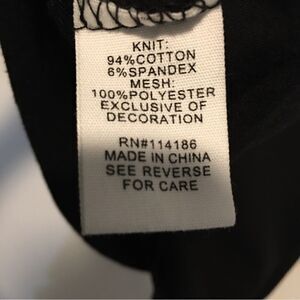 KNIT:
94%COTTON
6%SPANDEX
MESH:
100%POLYESTER
EXCLUSIVE OF
DECORATION
RN#114186
MADE IN CHINA
SEE REVERSE
FOR CARE